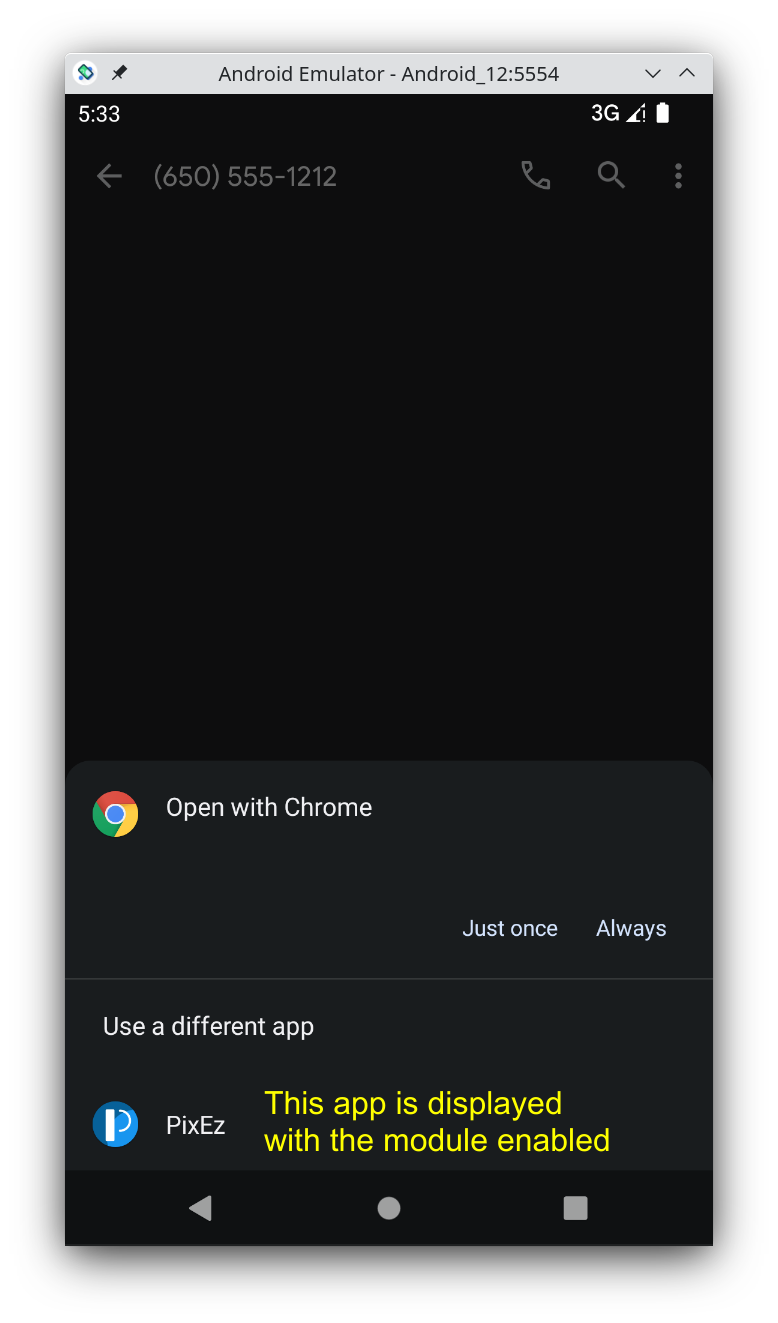 Android Emulator - Android_12:5554
5:33
3G
(650) 555-1212
Open with Chrome
Just once Always
Use a different app
PixEz
This app is displayed
with the module enabled